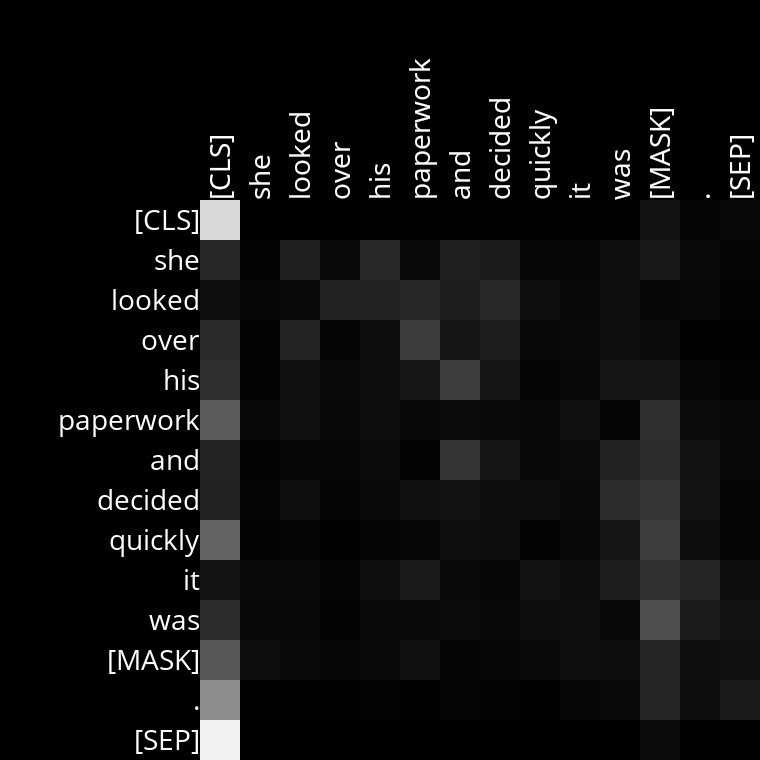 [CLS] she looked over his paperwork and decided quickly it was [MASK] . [SEP]
[CLS]
she
looked
over
his
paperwork
and
decided
quickly
it
was
[MASK]
.
[SEP]